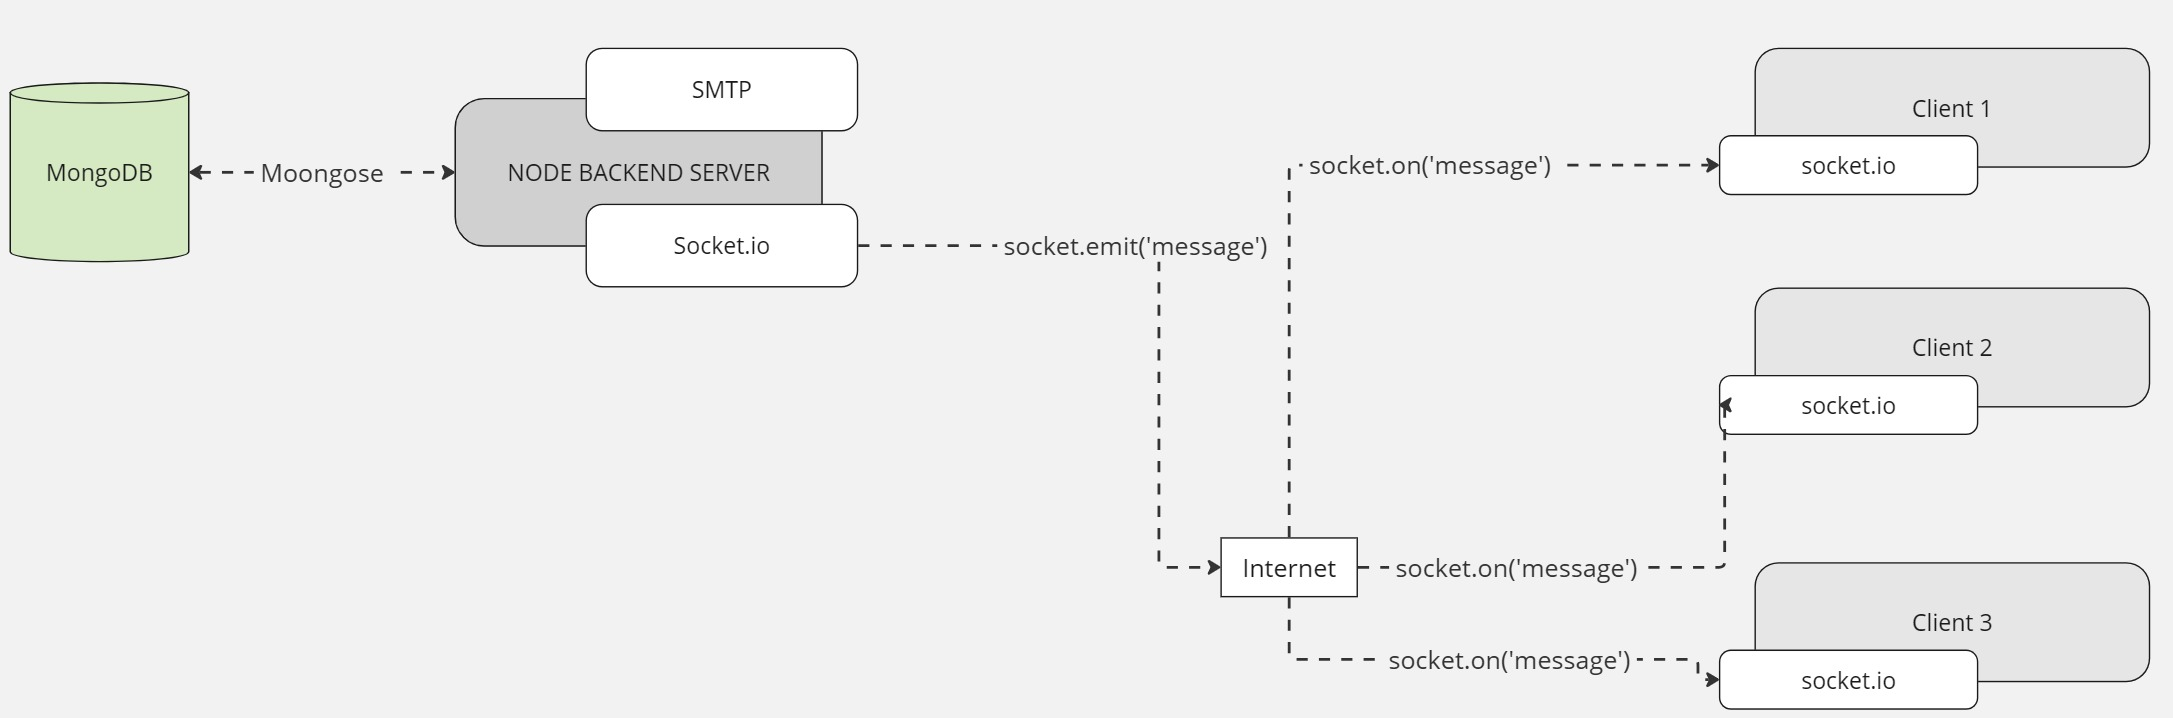 SMTP
MongoDB
Moongose
NODE BACKEND SERVER
Socket.io
socket.emit('message')
socket.on('message')
Client 1
socket.io
Client 2
socket.io
Internet
socket.on('message')
socket.on('message')
Client 3
socket.io